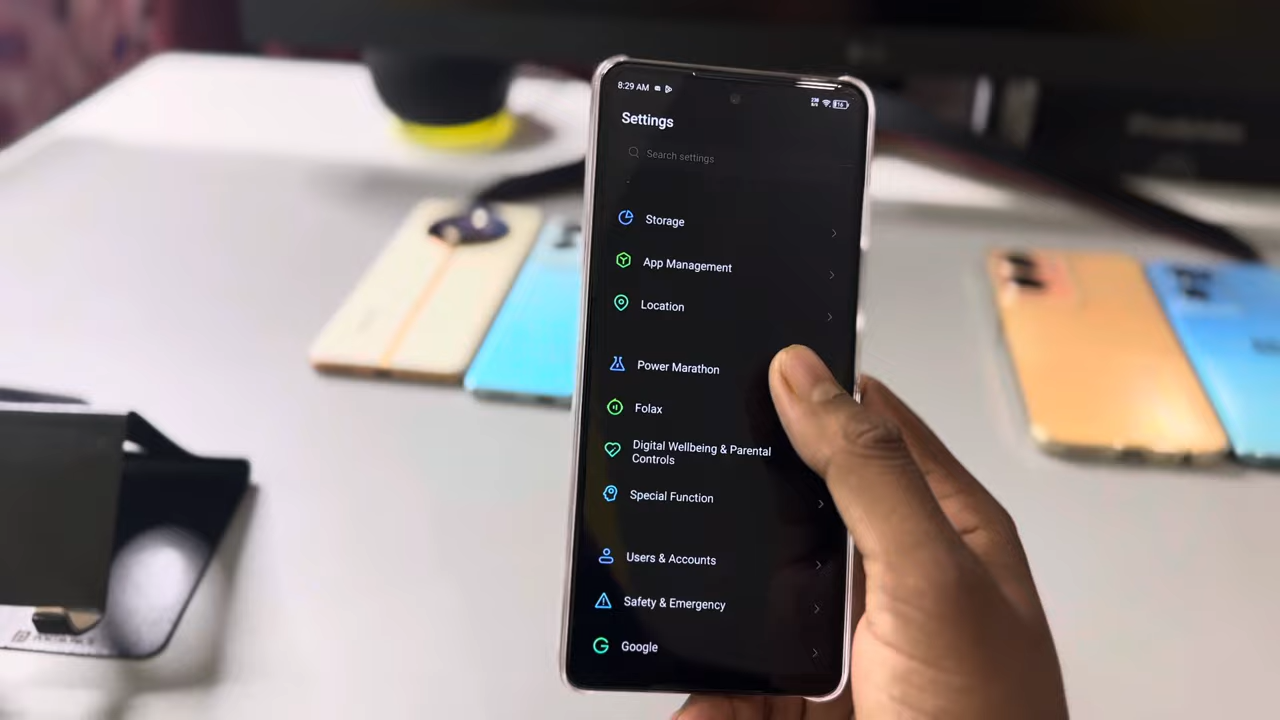 8:29 AM
Settings
Search settings
Storage
App Management
Location
Power Marathon
Folax
Digital Wellbeing & Parental
Controls
Special Function
Users & Accounts
Safety & Emergency
Google